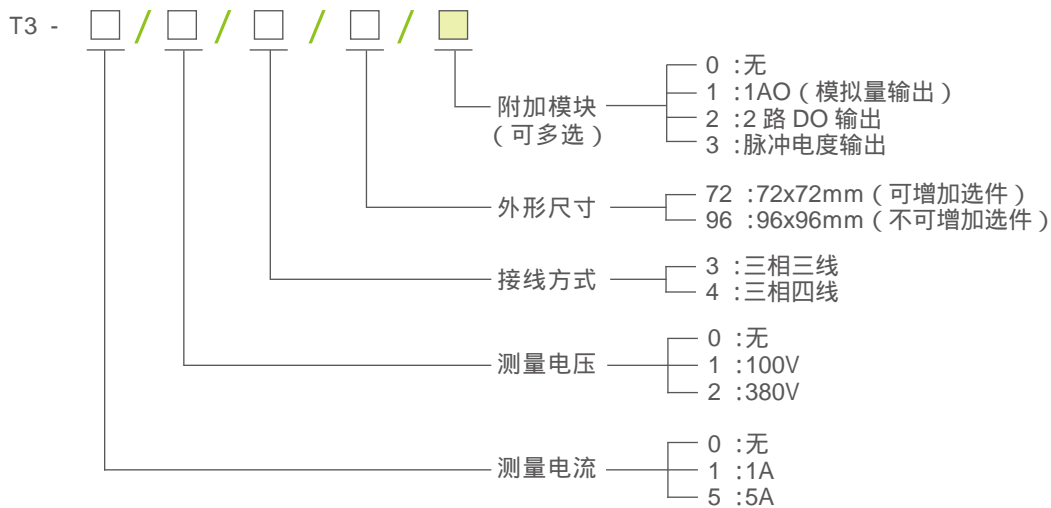 T3 - □/□/□/□/□
附加模块
（可多选）
0 :无
1 :1AO（模拟量输出）
2 :2 路 DO 输出
3 :脉冲电度输出
外形尺寸
72 :72x72mm（可增加选件）
96 :96x96mm（不可增加选件）
接线方式
3 :三相三线
4 :三相四线
测量电压
0 :无
1 :100V
2 :380V
测量电流
0 :无
1 :1A
5 :5A